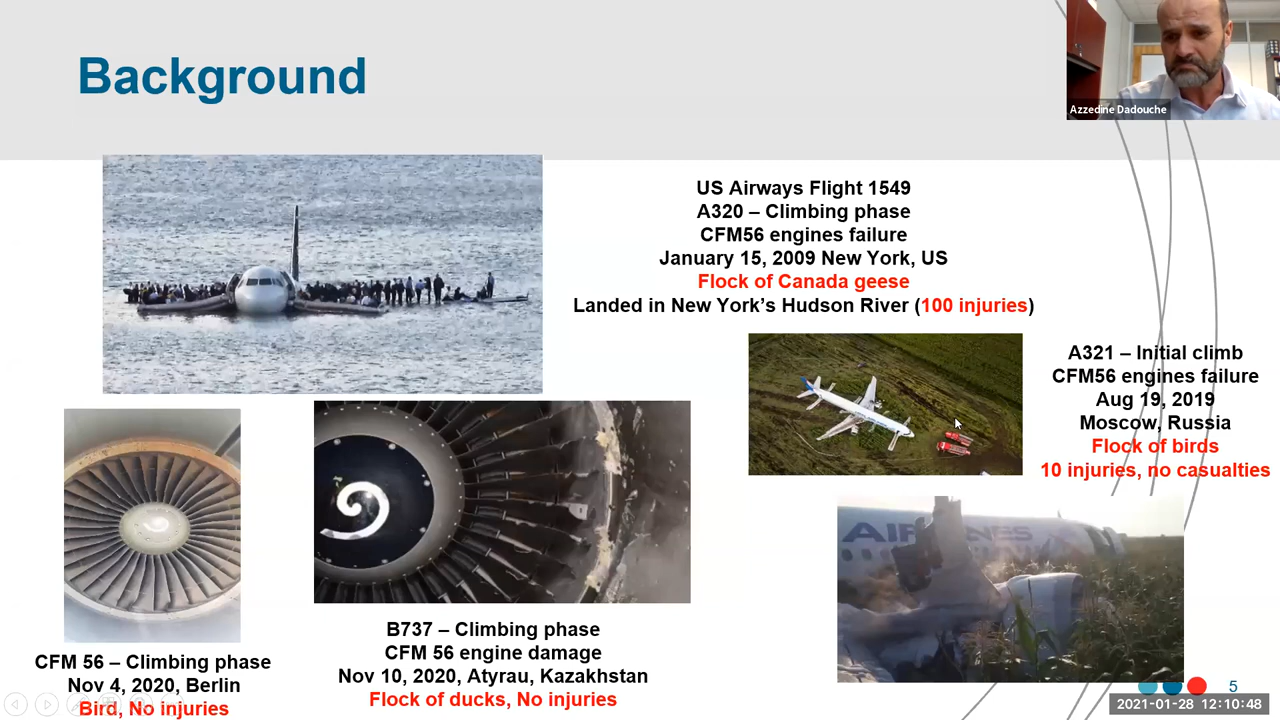 Background
Azzedine Dadouche
US Airways Flight 1549
A320 – Climbing phase
CFM56 engines failure
January 15, 2009 New York, US
Flock of Canada geese
Landed in New York’s Hudson River (100 injuries)
A321 – Initial climb
CFM56 engines failure
Aug 19, 2019
Moscow, Russia
Flock of birds
10 injuries, no casualties
AIRLINES
CFM 56 – Climbing phase
Nov 4, 2020, Berlin
Bird, No injuries
B737 – Climbing phase
CFM 56 engine damage
Nov 10, 2020, Atyrau, Kazakhstan
Flock of ducks, No injuries
5
2021-01-28 12:10:48